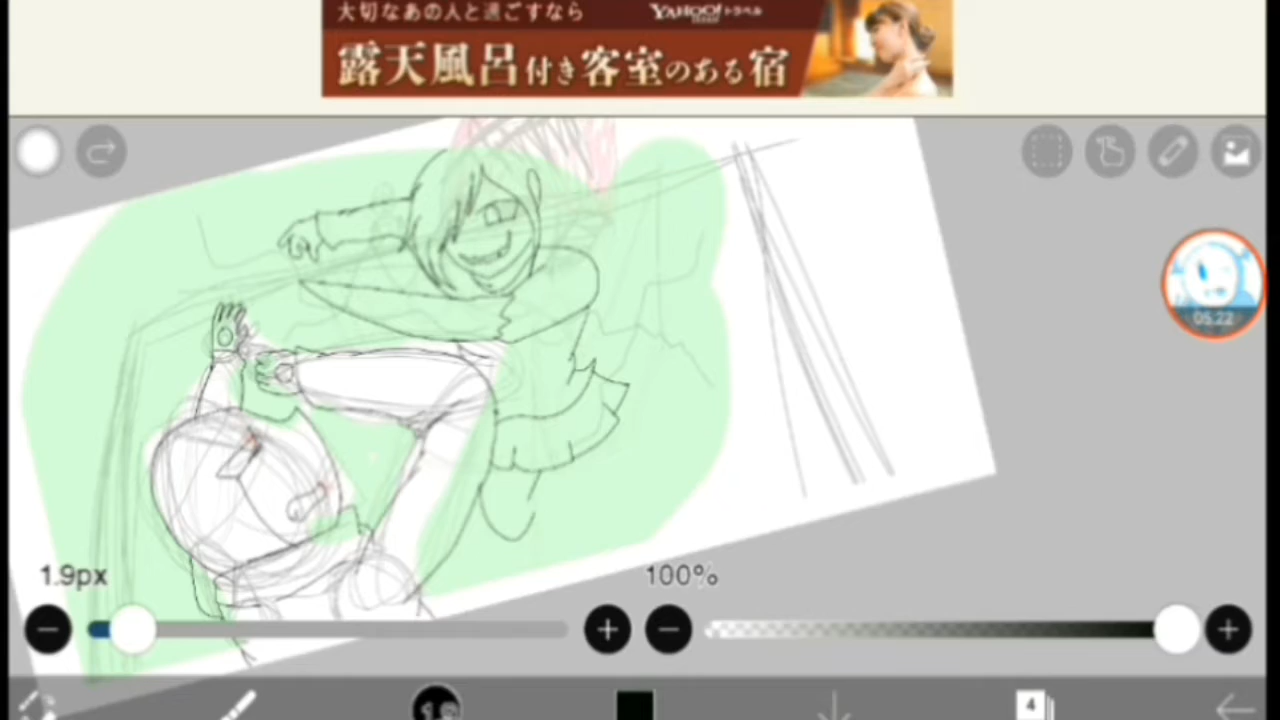 大切なあの人と過ごすなら
YAHOO! トラベル
JAPAN
露天風呂付き客室のある宿
05:22
1.9px
100%
4